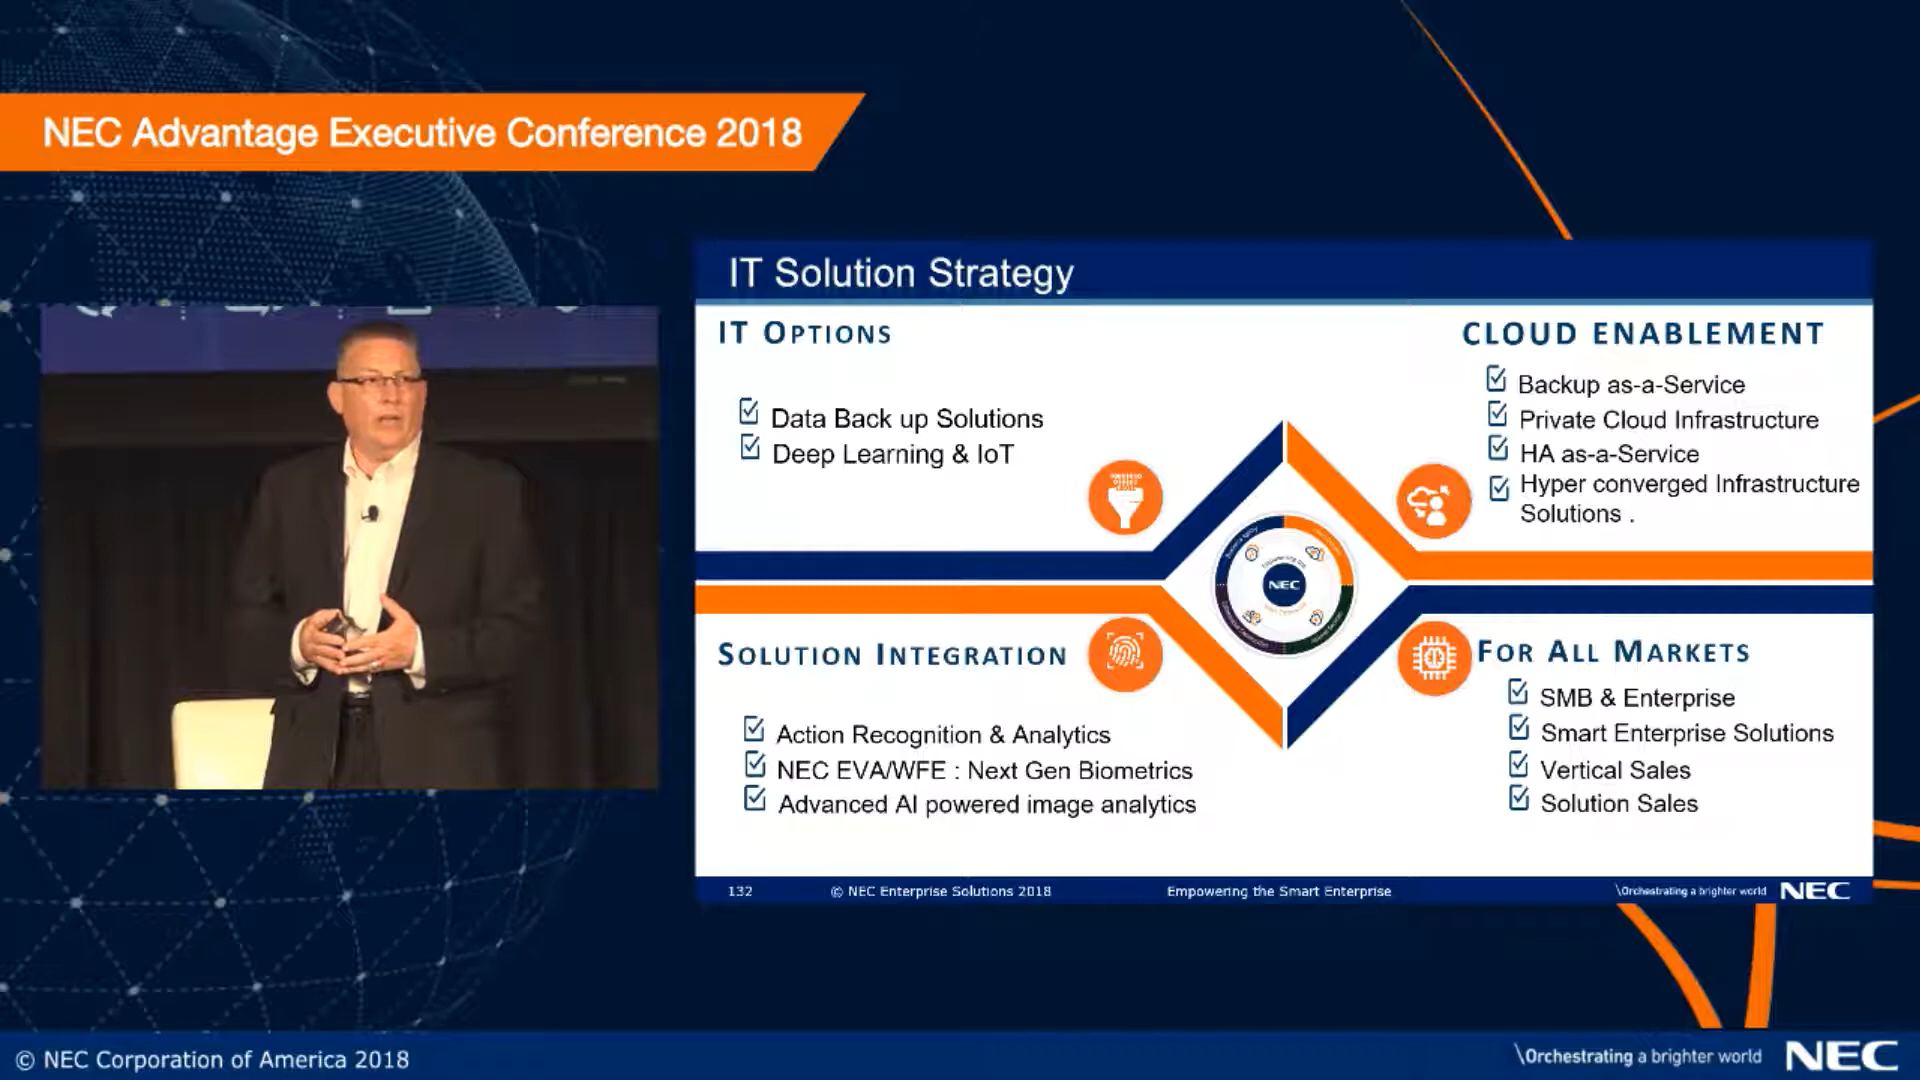 NEC Advantage Executive Conference 2018
IT Solution Strategy
IT OPTIONS
Data Back up Solutions
Deep Learning & IoT
CLOUD ENABLEMENT
Backup as-a-Service
Private Cloud Infrastructure
HA as-a-Service
Hyper converged Infrastructure
Solutions .
NEC
SOLUTION INTEGRATION
Action Recognition & Analytics
NEC EVA/WFE : Next Gen Biometrics
Advanced AI powered image analytics
FOR ALL MARKETS
SMB & Enterprise
Smart Enterprise Solutions
Vertical Sales
Solution Sales
132 © NEC Enterprise Solutions 2018 Empowering the Smart Enterprise \Orchestrating a brighter world NEC
© NEC Corporation of America 2018 \Orchestrating a brighter world NEC